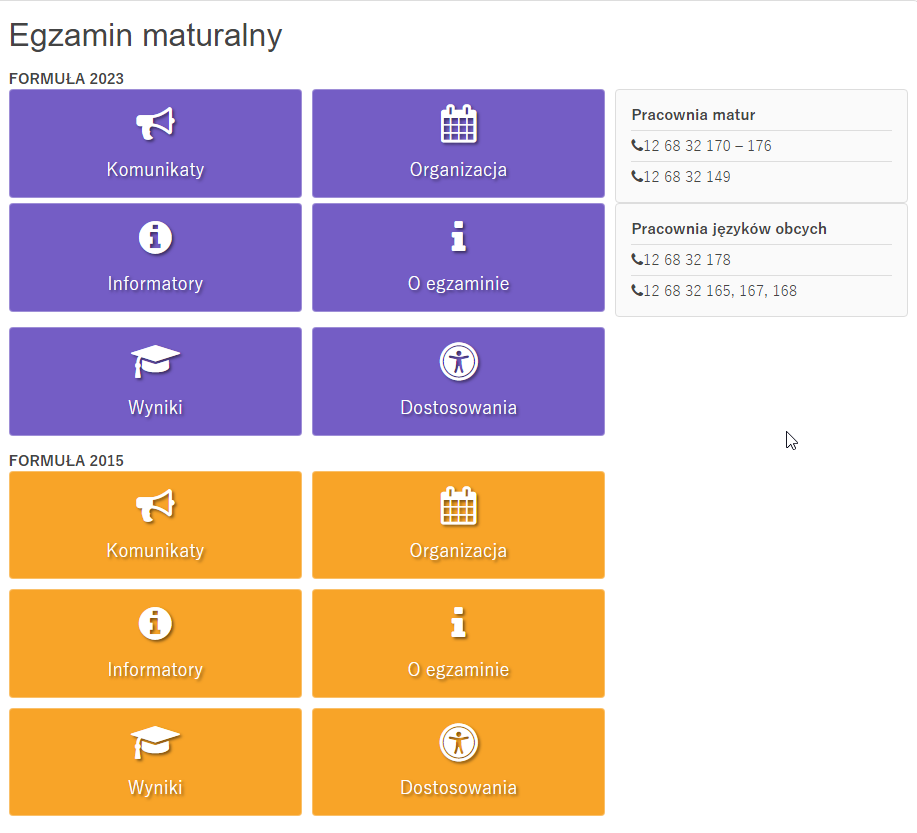 Egzamin maturalny
FORMUŁA 2023
Komunikaty
Organizacja
Informatory
O egzaminie
Wyniki
Dostosowania
Pracownia matur
12 68 32 170 – 176
12 68 32 149
Pracownia języków obcych
12 68 32 178
12 68 32 165, 167, 168
FORMUŁA 2015
Komunikaty
Organizacja
Informatory
O egzaminie
Wyniki
Dostosowania